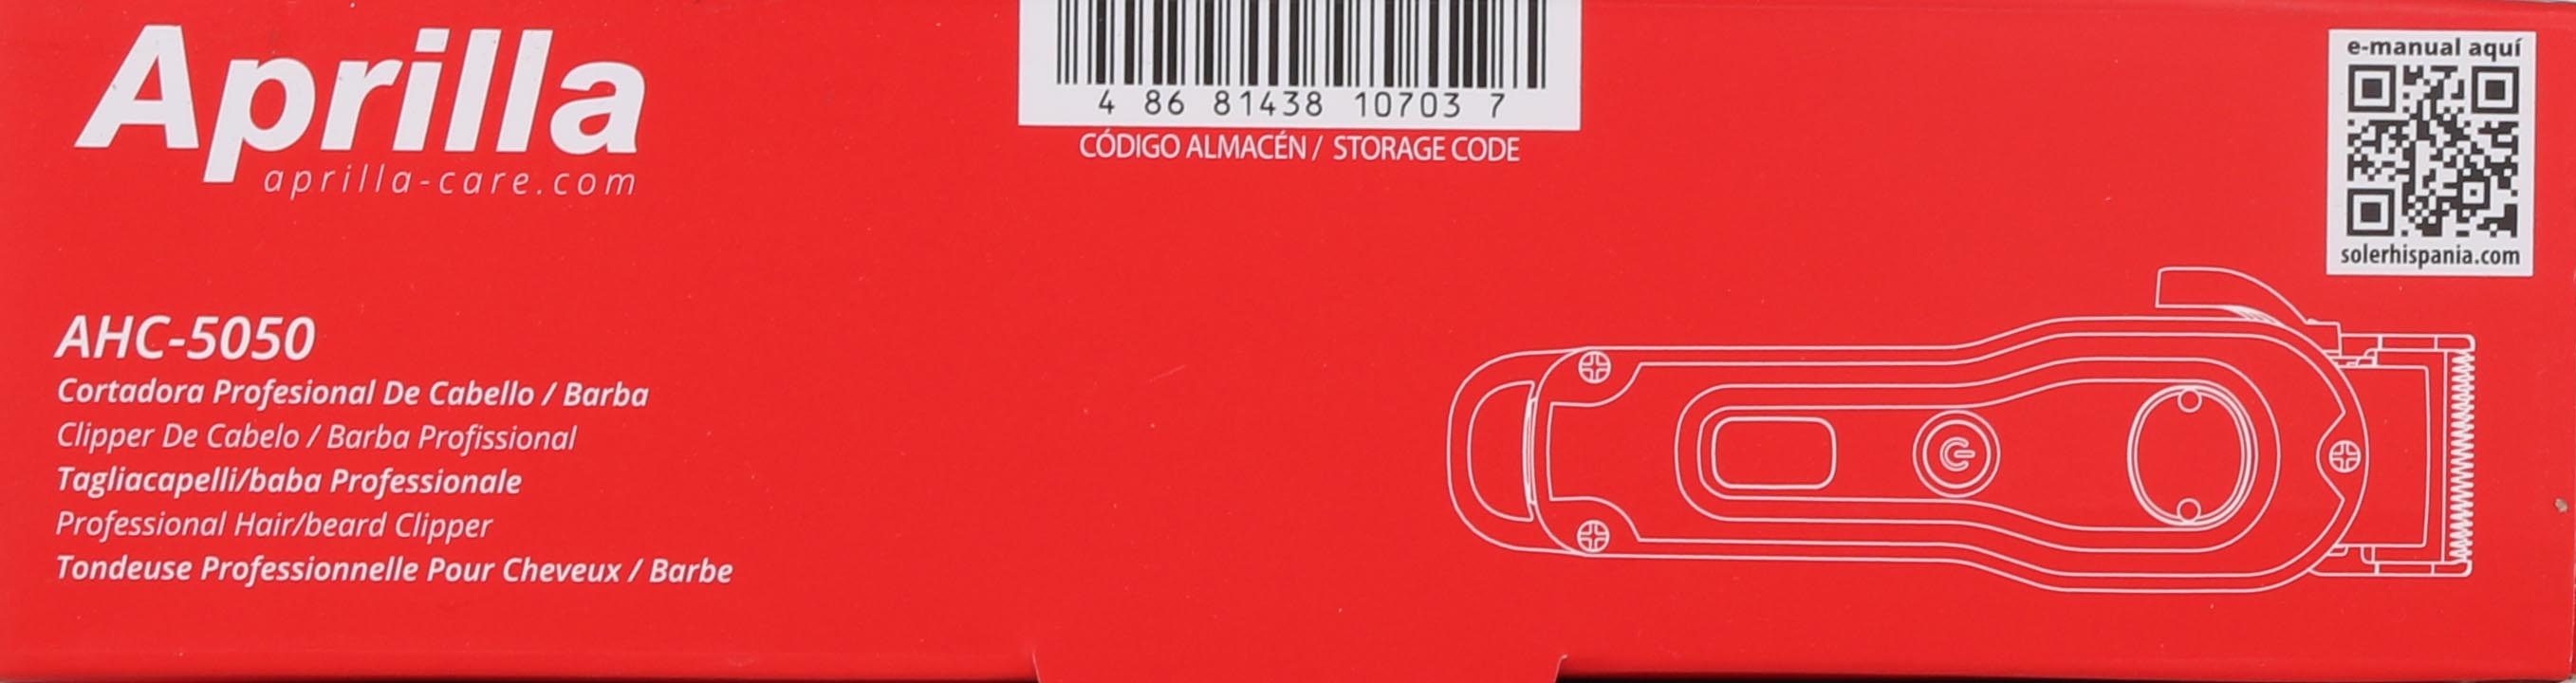 Aprilla
aprilla-care.com
4 86 81438 10703 7
CÓDIGO ALMACÉN / STORAGE CODE
e-manual aquí
solerhispania.com
AHC-5050
Cortadora Profesional De Cabello / Barba
Clipper De Cabelo / Barba Profissional
Tagliacapelli/baba Professionale
Professional Hair/beard Clipper
Tondeuse Professionnelle Pour Cheveux / Barbe